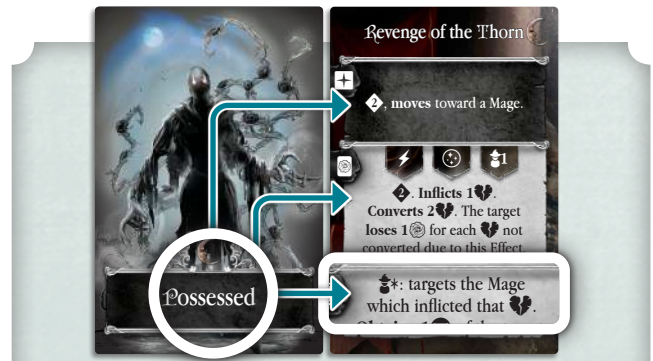 Revenge of the Thorn
2, moves toward a Mage.
1
2. Inflicts 1.
Converts 2. The target
loses 1 for each not
converted due to this Effect.
Possessed
*: targets the Mage
which inflicted that.